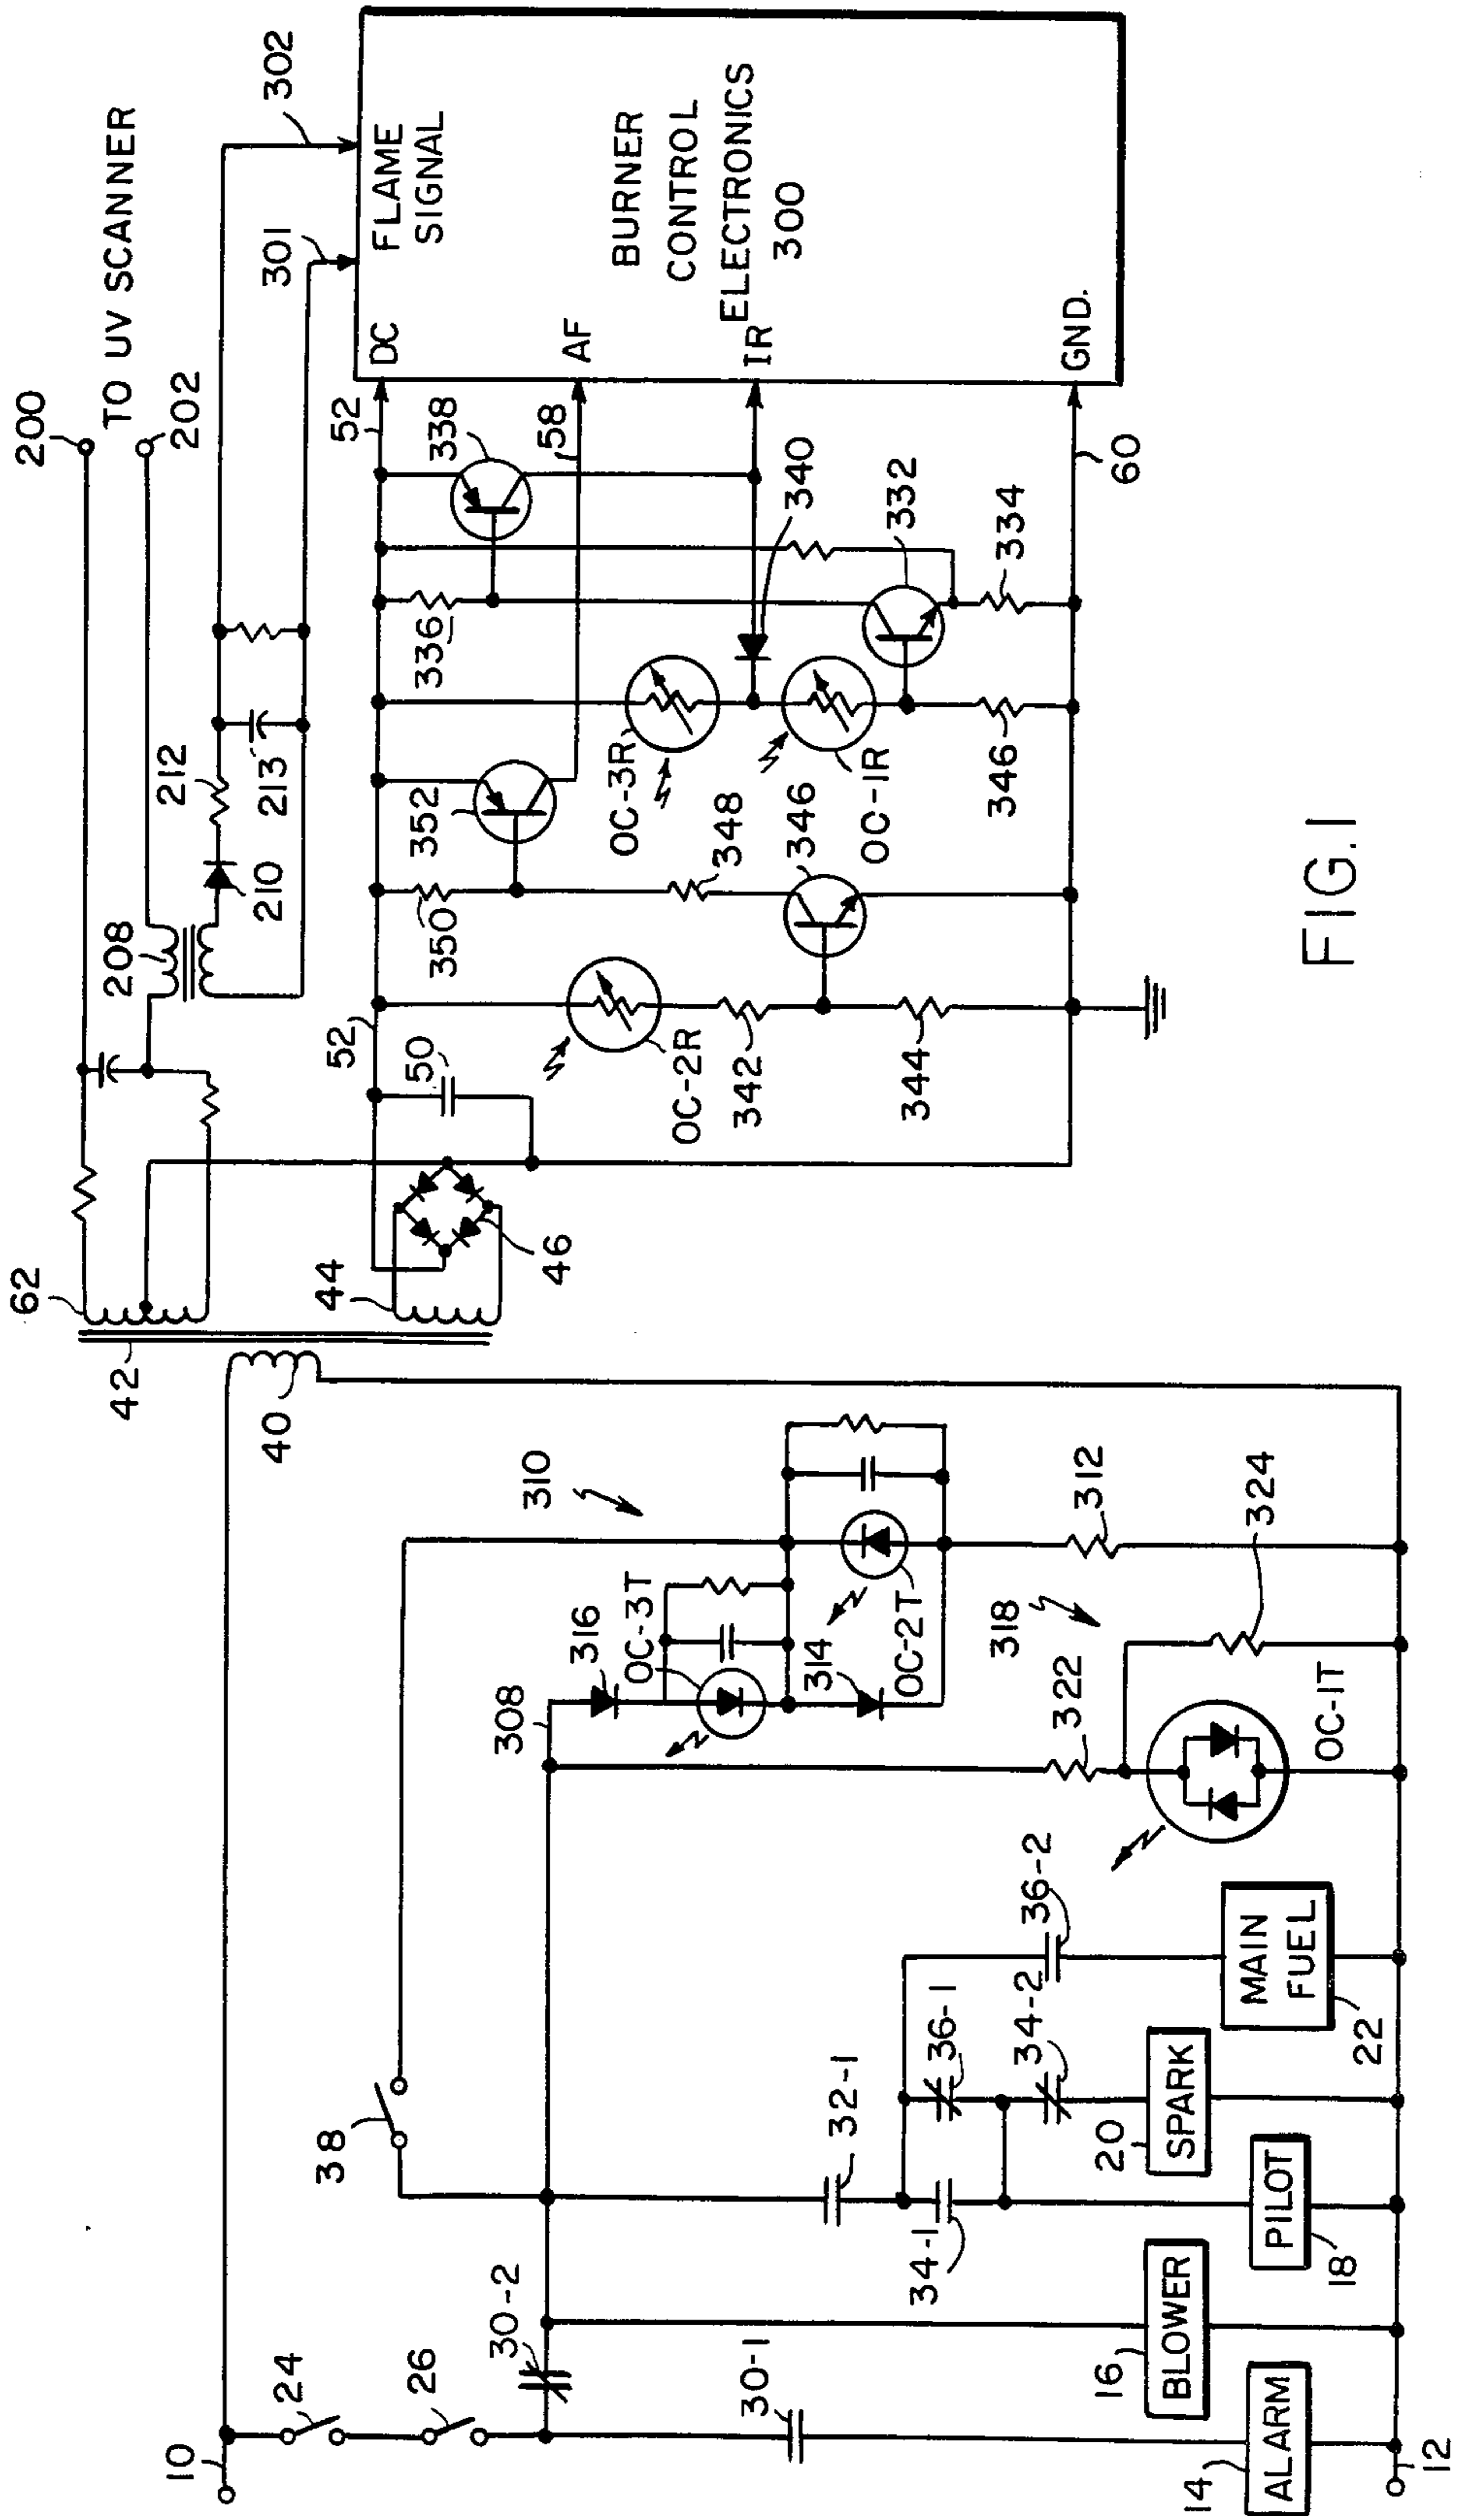 FIG. 1
10
24
26
30-2
30-1
14
ALARM
12
16
BLOWER
38
32-1
34-1
PILOT
18
36-1
34-2
20
SPARK
36-2
MAIN
FUEL
22
308
316
OC-3T
310
314
OC-2T
318
322
312
324
OC-1T
40
42
62
44
46
50
52
208
210
212
213
200
TO UV SCANNER
202
301
302
OC-2R
342
344
350
352
348
346
OC-3R
OC-1R
346
336
338
340
332
334
52
58
60
DC
FLAME
SIGNAL
AF
IR
GND.
BURNER
CONTROL
ELECTRONICS
300